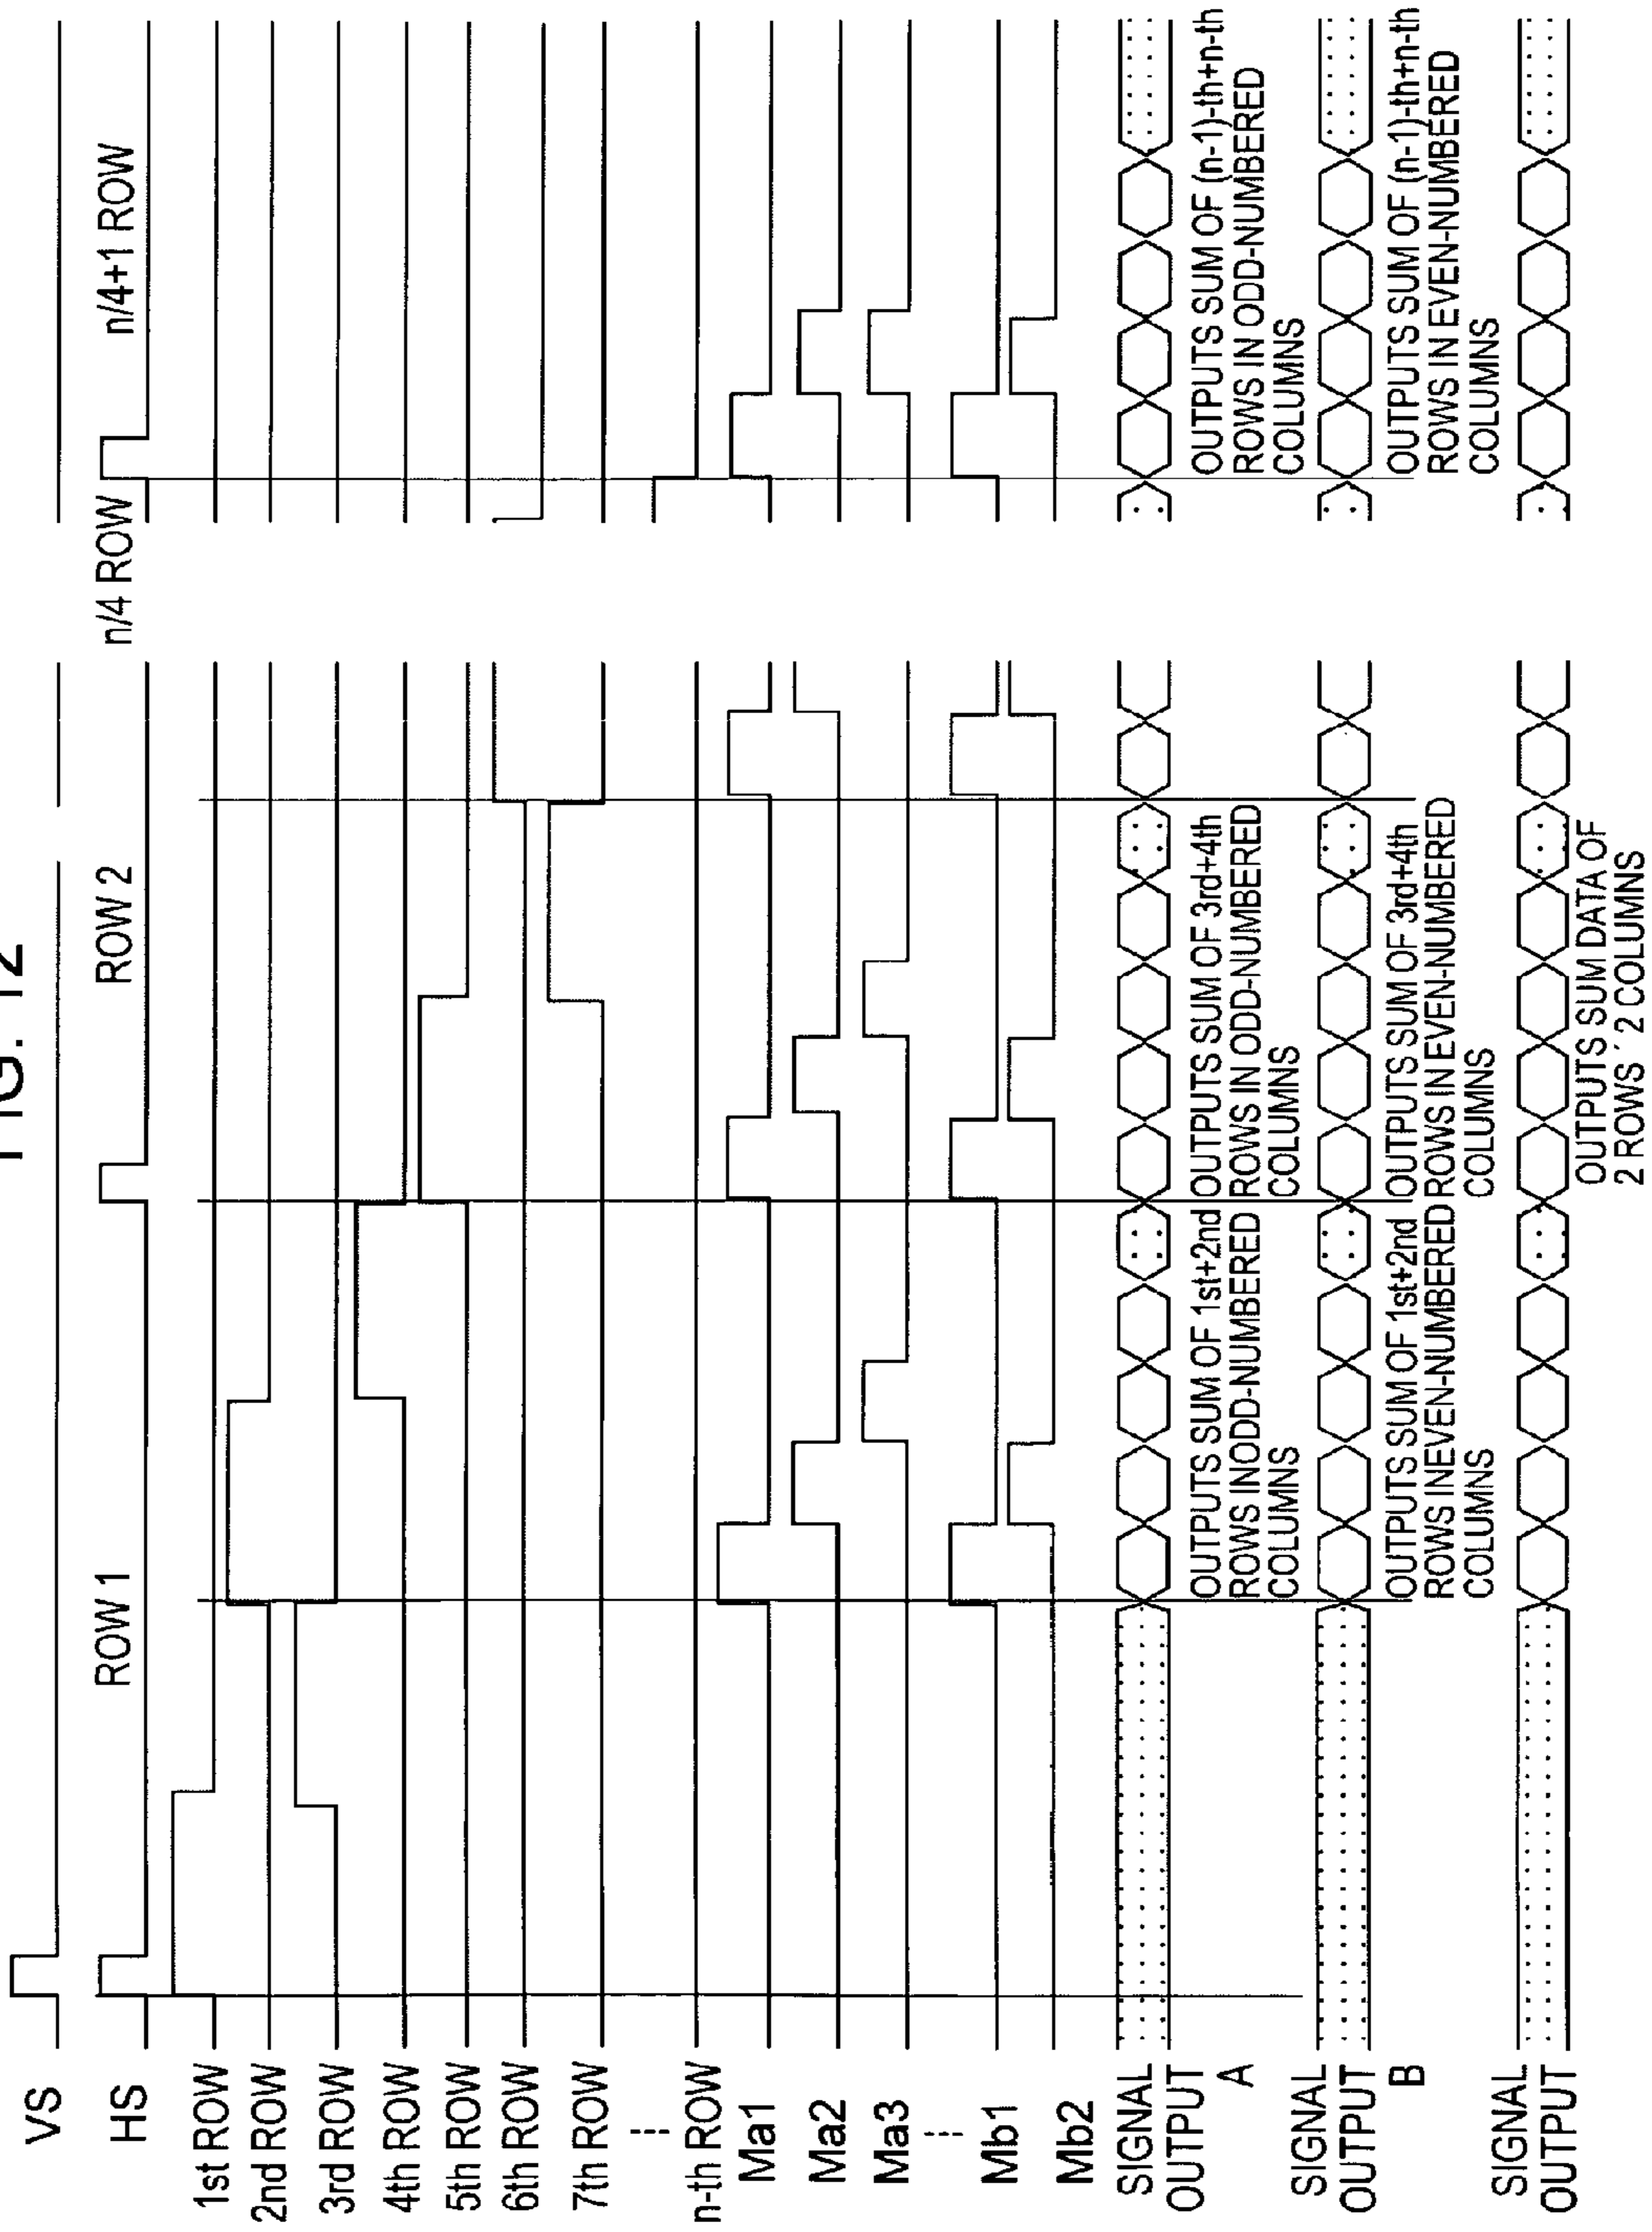 FIG. 12
VS
HS
ROW 1
ROW 2
n/4 ROW
n/4+1 ROW
1st ROW
2nd ROW
3rd ROW
4th ROW
5th ROW
6th ROW
7th ROW
n-th ROW
Ma1
Ma2
Ma3
Mb1
Mb2
SIGNAL
OUTPUT
A
OUTPUTS SUM OF 1st+2nd
ROWS INODD-NUMBERED
COLUMNS
OUTPUTS SUM OF 3rd+4th
ROWS IN ODD-NUMBERED
COLUMNS
OUTPUTS SUM OF (n-1)-th+n-th
ROWS IN ODD-NUMBERED
COLUMNS
SIGNAL
OUTPUT
B
OUTPUTS SUM OF 1st+2nd
ROWS INEVEN-NUMBERED
COLUMNS
OUTPUTS SUM OF 3rd+4th
ROWS IN EVEN-NUMBERED
COLUMNS
OUTPUTS SUM OF (n-1)-th+n-th
ROWS IN EVEN-NUMBERED
COLUMNS
SIGNAL
OUTPUT
OUTPUTS SUM DATA OF
2 ROWS ´ 2 COLUMNS